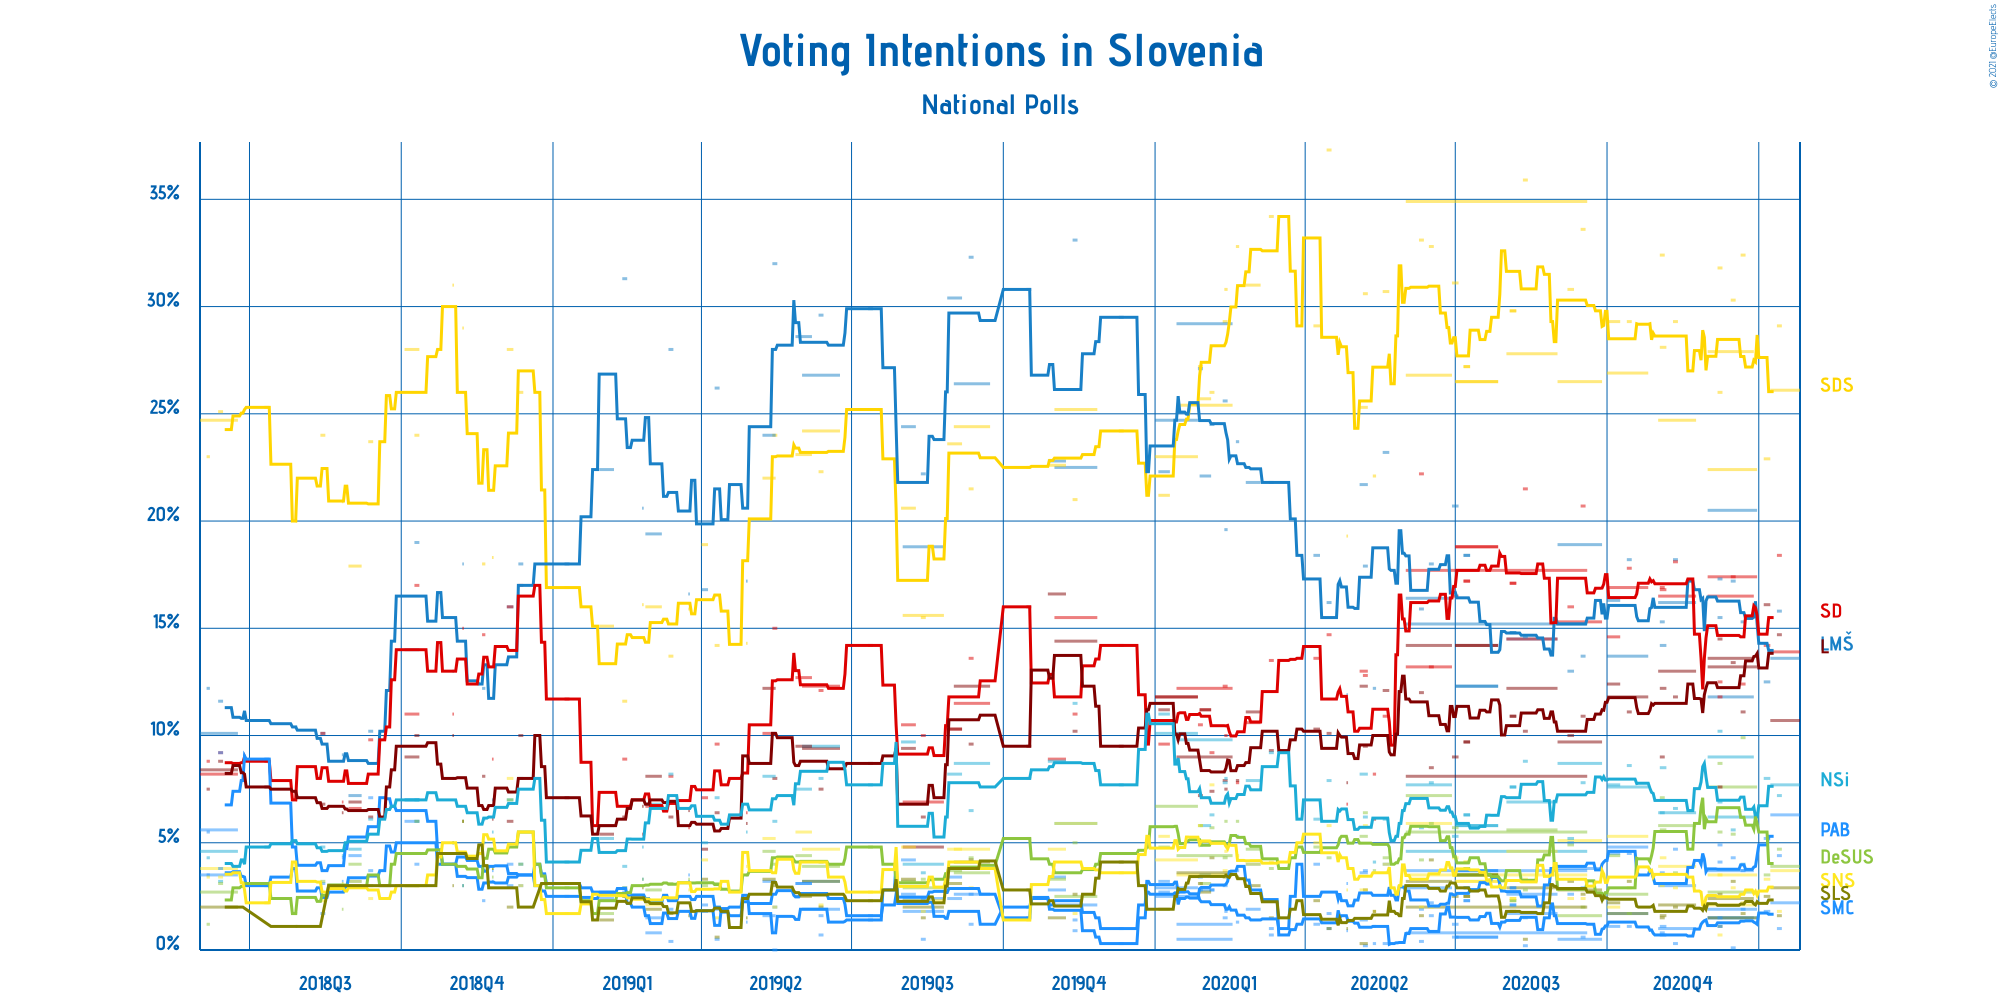 © 2021 @EuropeElects
Voting Intentions in Slovenia
National Polls
35%
30%
25%
20%
15%
10%
5%
0%
SDS
SD
L
LMŠ
NSi
PAB
DeSUS
SNS
SLS
SMC
2018Q3 2018Q4 2019Q1 2019Q2 2019Q3 2019Q4 2020Q1 2020Q2 2020Q3 2020Q4